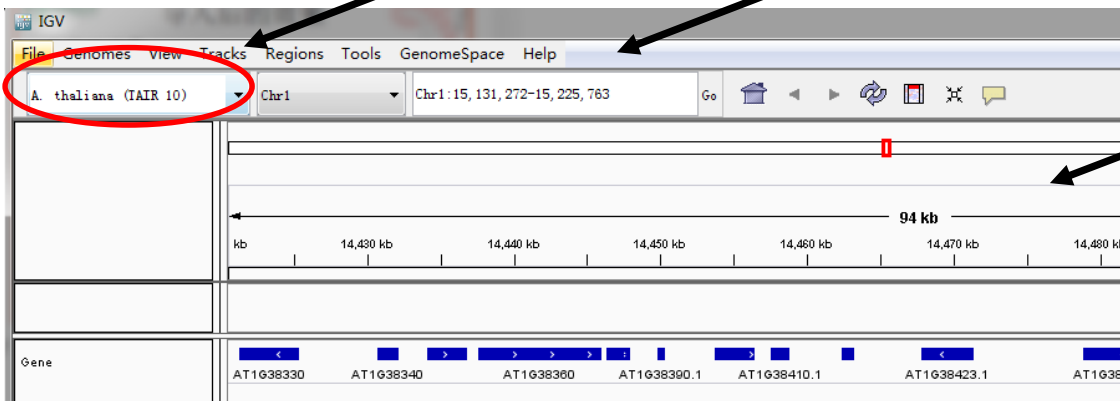 IGV
File Genomes View Tracks Regions Tools GenomeSpace Help
A. thaliana (TAIR 10) Chr1 Chr1:15,131,272-15,225,763 Go
94 kb
kb 14,430 kb 14,440 kb 14,450 kb 14,460 kb 14,470 kb 14,480 k
Gene
AT1G38330 AT1G38340 AT1G38360 AT1G38390.1 AT1G38410.1 AT1G38423.1 AT1G38